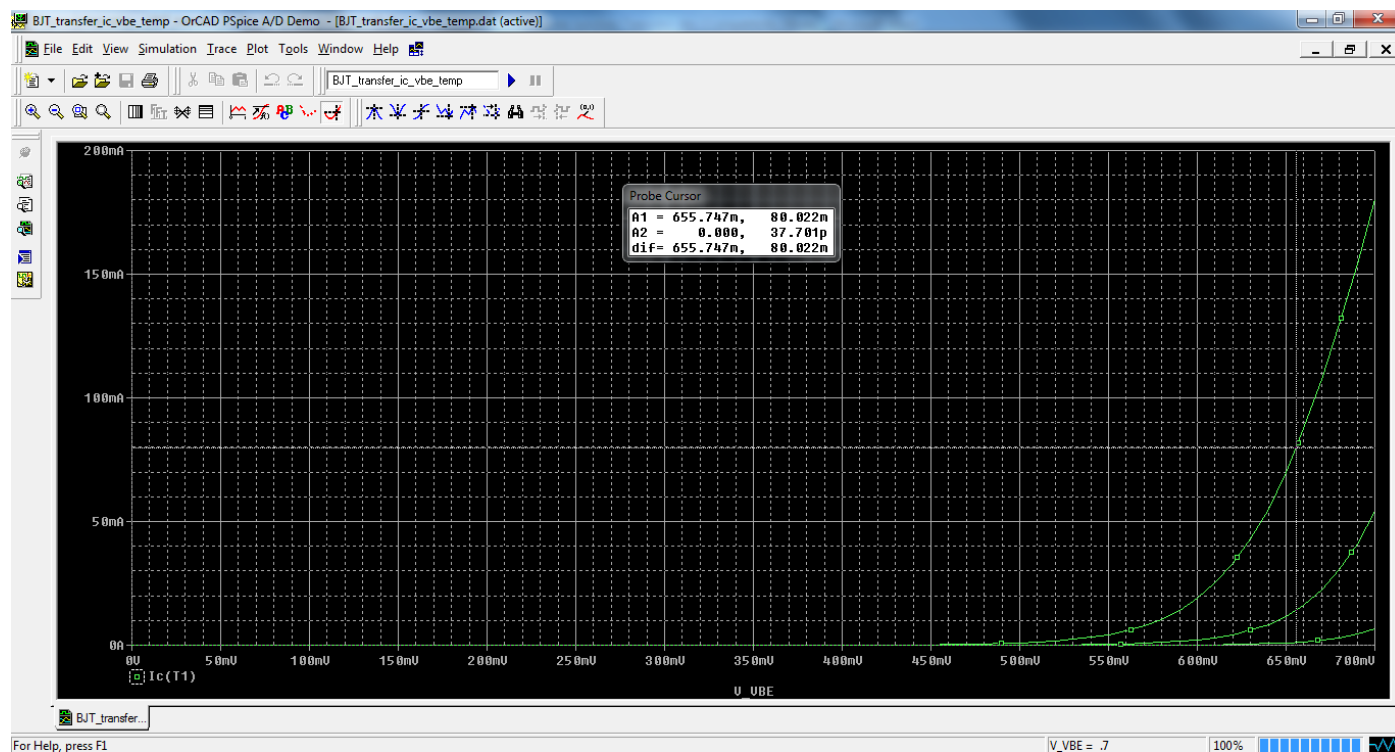 BJT_transfer_ic_vbe_temp - OrCAD PSpice A/D Demo - [BJT_transfer_ic_vbe_temp.dat (active)]
File Edit View Simulation Trace Plot Tools Window Help
BJT_transfer_ic_vbe_temp
200mA
150mA
100mA
50mA
0A
Probe Cursor
A1 = 655.747m, 80.022m
A2 = 0.000, 37.701p
dif= 655.747m, 80.022m
0V 50mV 100mV 150mV 200mV 250mV 300mV 350mV 400mV 450mV 500mV 550mV 600mV 650mV 700mV
Ic(T1)
V_VBE
BJT_transfer...
For Help, press F1 V_VBE = .7 100%